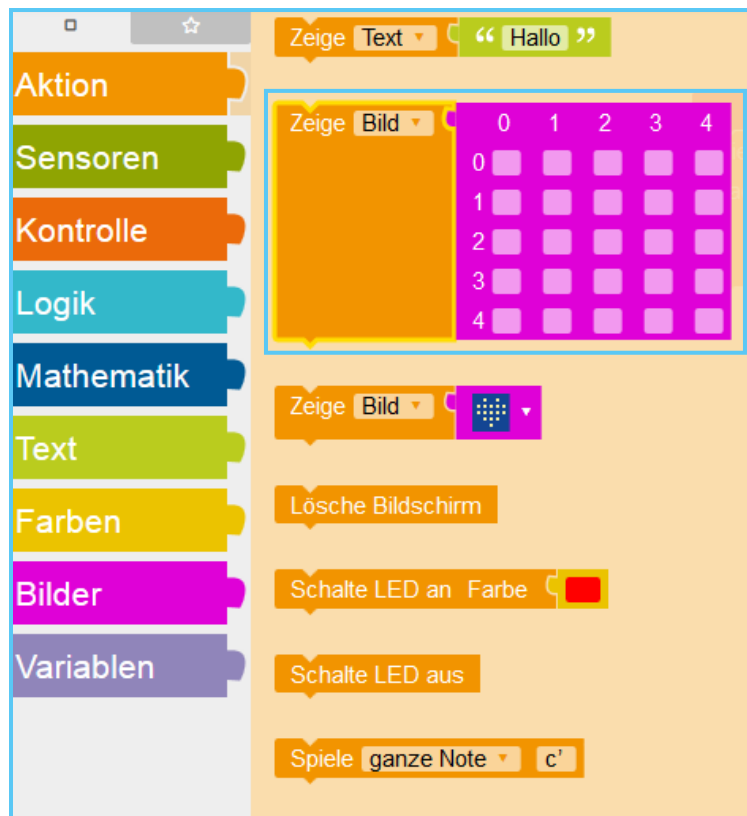 Aktion
Sensoren
Kontrolle
Logik
Mathematik
Text
Farben
Bilder
Variablen
Zeige Text “ Hallo ”
Zeige Bild 0 1 2 3 4
0
1
2
3
4
Zeige Bild
Lösche Bildschirm
Schalte LED an Farbe
Schalte LED aus
Spiele ganze Note c’